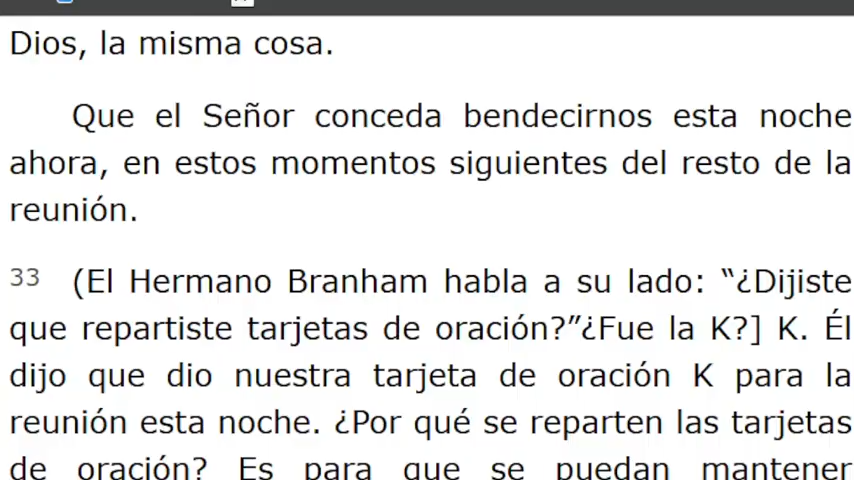 Dios, la misma cosa.
Que el Señor conceda bendecirnos esta noche
ahora, en estos momentos siguientes del resto de la
reunión.
33 (El Hermano Branham habla a su lado: “¿Dijiste
que repartiste tarjetas de oración?”¿Fue la K?] K. Él
dijo que dio nuestra tarjeta de oración K para la
reunión esta noche. ¿Por qué se reparten las tarjetas
de oración? Es para que se puedan mantener